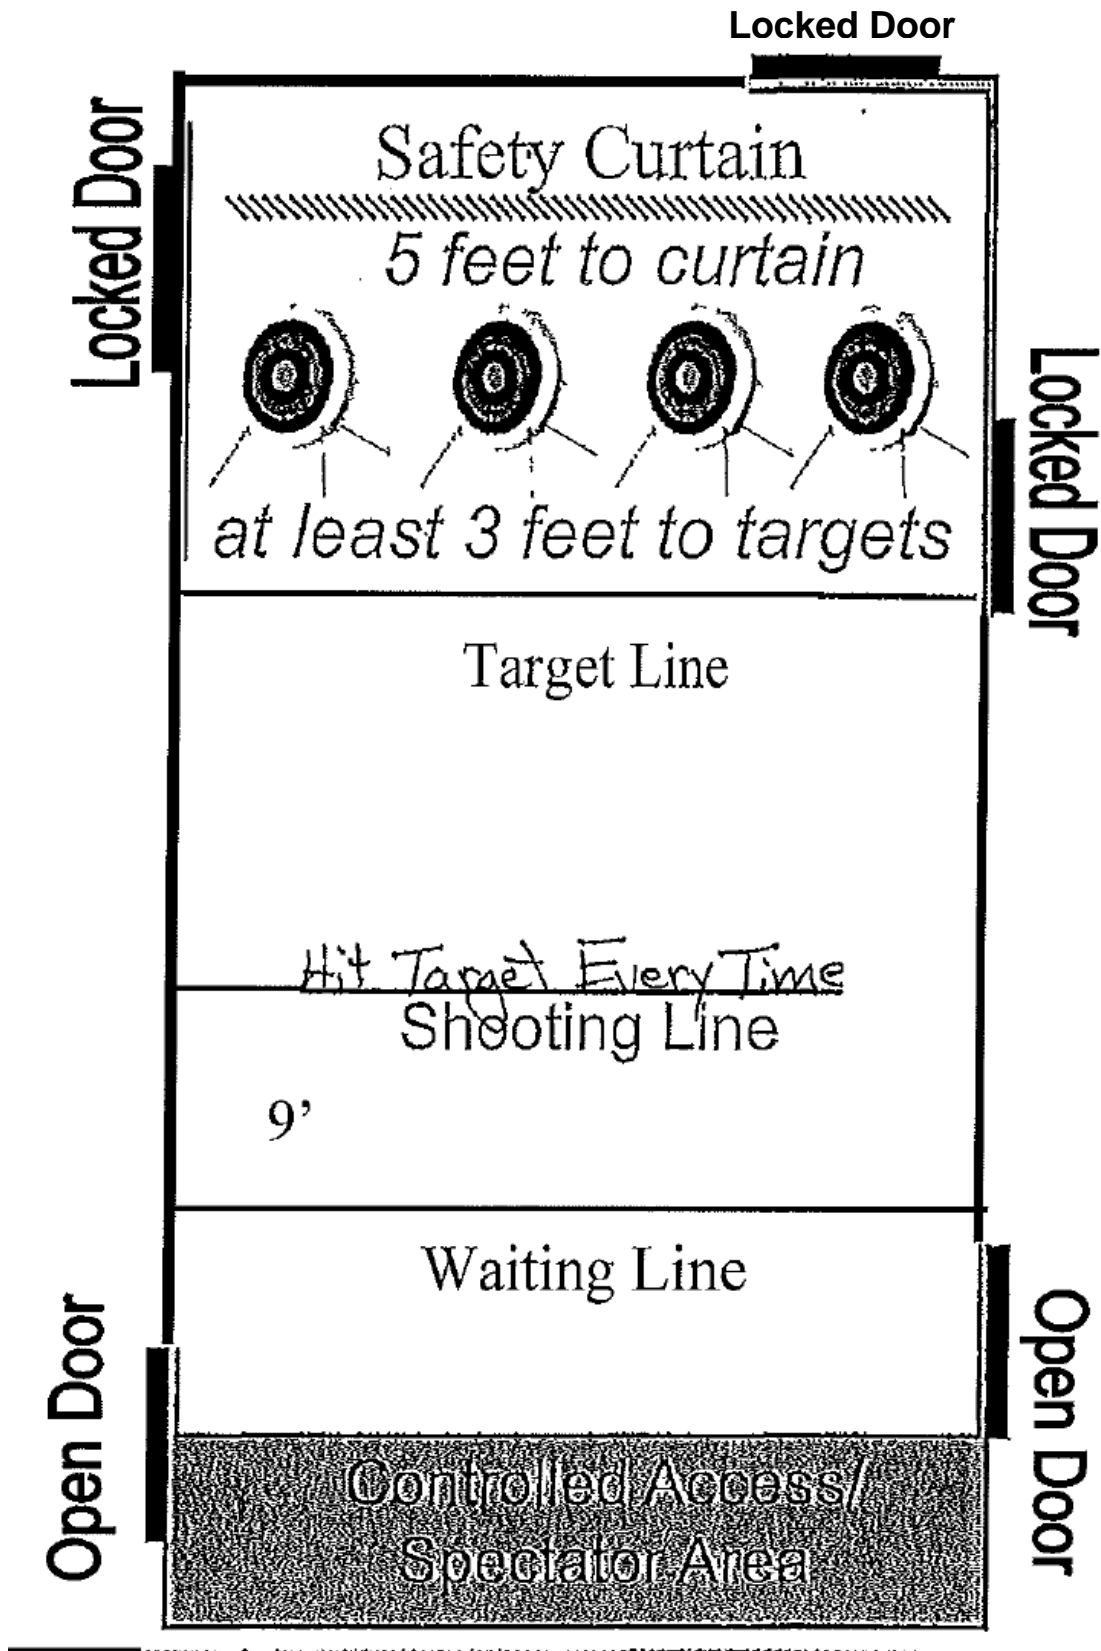 Locked Door
Locked Door
Safety Curtain
5 feet to curtain
Locked Door
at least 3 feet to targets
Target Line
Hit Target Every Time
Shooting Line
9’
Waiting Line
Open Door
Open Door
Controlled Access/
Spectator Area